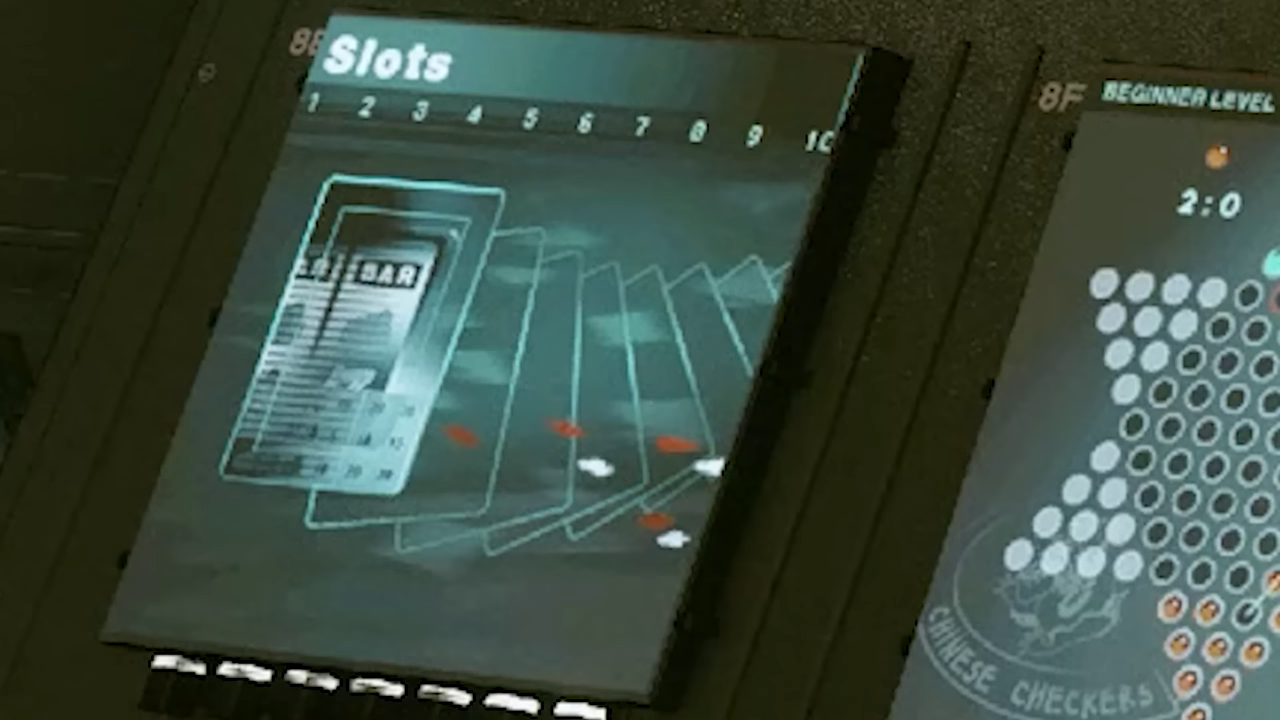 Slots
1 2 3 4 5 6 7 8 9 10
BAR
8F
BEGINNER LEVEL
2:0
CHINESE CHECKERS